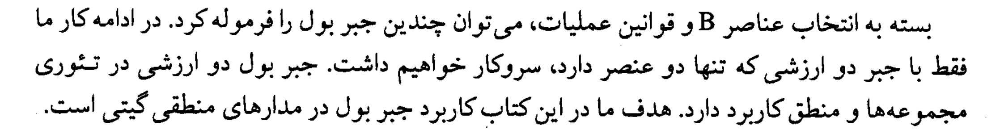 بسته به انتخاب عناصر B و قوانین عملیات، می‌توان چندین جبر بول را فرموله کرد. در ادامه کار ما
فقط با جبر دو ارزشی که تنها دو عنصر دارد، سروکار خواهیم داشت. جبر بول دو ارزشی در تـئوری
مجموعه‌ها و منطق کاربرد دارد. هدف ما در این کتاب کاربرد جبر بول در مدارهای منطقی گیتی است.